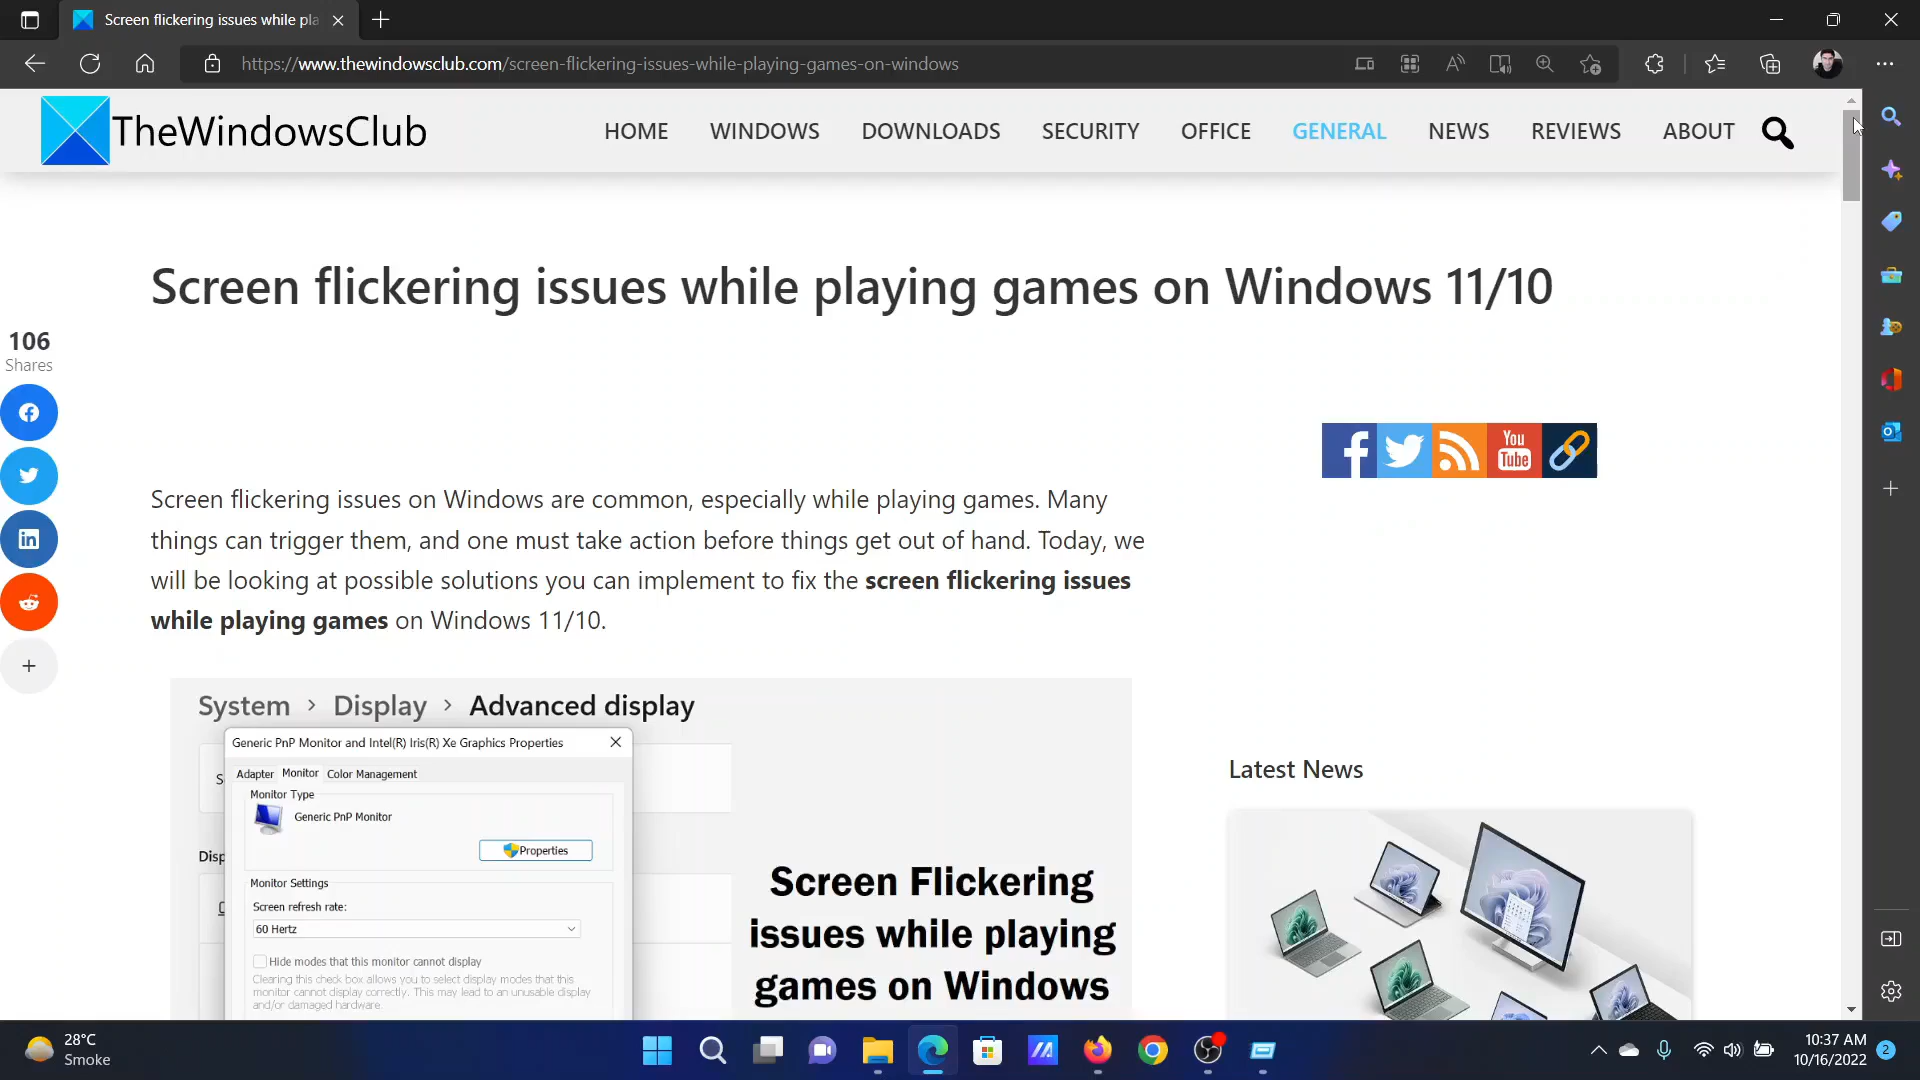 Screen flickering issues while pla
https://www.thewindowsclub.com/screen-flickering-issues-while-playing-games-on-windows
TheWindowsClub
HOME WINDOWS DOWNLOADS SECURITY OFFICE GENERAL NEWS REVIEWS ABOUT
Screen flickering issues while playing games on Windows 11/10
106
Shares
You
Tube
Screen flickering issues on Windows are common, especially while playing games. Many
things can trigger them, and one must take action before things get out of hand. Today, we
will be looking at possible solutions you can implement to fix the screen flickering issues
while playing games on Windows 11/10.
System > Display > Advanced display
Generic PnP Monitor and Intel(R) Iris(R) Xe Graphics Properties
Adapter Monitor Color Management
Monitor Type
Generic PnP Monitor
Properties
Disp
Monitor Settings
Screen refresh rate:
60 Hertz
Hide modes that this monitor cannot display
Clearing this check box allows you to select display modes that this
monitor cannot display correctly. This may lead to an unusable display
and/or damaged hardware.
Screen Flickering
issues while playing
games on Windows
Latest News
28°C
Smoke
10:37 AM
10/16/2022
2